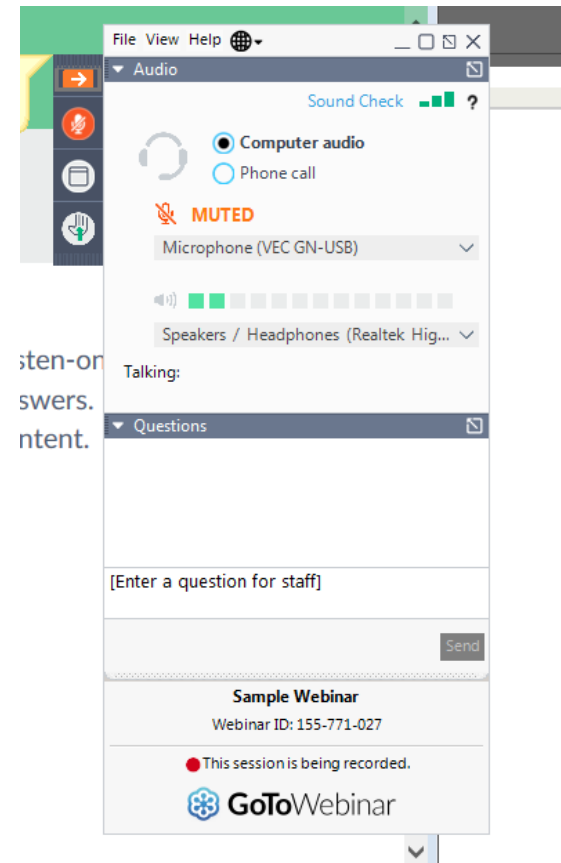 File View Help
Audio
Sound Check ?
Computer audio
Phone call
MUTED
Microphone (VEC GN-USB)
Speakers / Headphones (Realtek Hig...
Talking:
sten-on
swers.
ntent.
Questions
[Enter a question for staff]
Send
Sample Webinar
Webinar ID: 155-771-027
This session is being recorded.
GoToWebinar